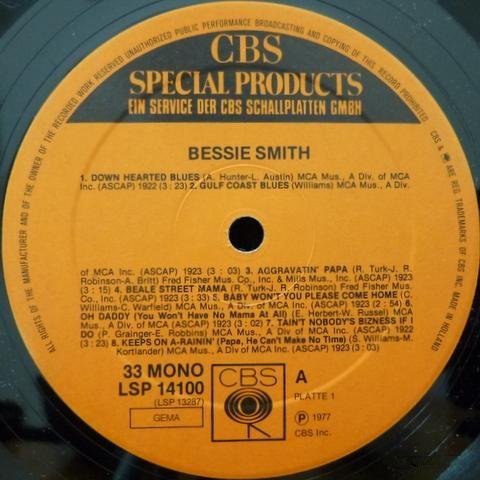 ALL RIGHTS OF THE MANUFACTURER AND OF THE OWNER OF THE RECORDED WORK RESERVED UNAUTHORIZED PUBLIC PERFORMANCE BROADCASTING AND COPYING OF THIS RECORD PROHIBITED
CBS & ARE REG. TRADEMARKS OF CBS INC. MADE IN HOLLAND
CBS
SPECIAL PRODUCTS
EIN SERVICE DER CBS SCHALLPLATTEN GMBH
BESSIE SMITH
1. DOWN HEARTED BLUES (A. Hunter-L. Austin) MCA Mus., A Div. of MCA
Inc. (ASCAP) 1922 (3 : 23) 2. GULF COAST BLUES (Williams) MCA Mus., A Div.
of MCA Inc. (ASCAP) 1923 (3 : 03) 3. AGGRAVATIN' PAPA (R. Turk-J. R.
Robinson-A. Britt) Fred Fisher Mus. Co., Inc. & Mills Mus., Inc. (ASCAP) 1923
(3 : 15) 4. BEALE STREET MAMA (R. Turk-J. R. Robinson) Fred Fisher Mus.
Co., Inc. (ASCAP) 1923 (3 : 33) 5. BABY WON'T YOU PLEASE COME HOME (C.
Williams-C. Warfield) MCA Mus., A Div. of MCA Inc. (ASCAP) 1923 (2 : 54) 6.
OH DADDY (You Won't Have No Mama At All) (E. Herbert-W. Russel) MCA
Mus., A Div. of MCA Inc. (ASCAP) 1923 (3 : 02) 7. TAIN'T NOBODY'S BIZNESS IF I
DO (P. Grainger-E. Robbins) MCA Mus., A Div of MCA Inc. (ASCAP) 1922
(3 : 23) 8. KEEPS ON A-RAININ' (Papa, He Can't Make No Time) (S. Williams-M.
Kortlander) MCA Mus., A Div of MCA Inc. (ASCAP) 1923 (3 : 03)
33 MONO
LSP 14100
(LSP 13287)
GEMA
CBS
A
PLATTE 1
P 1977
CBS Inc.